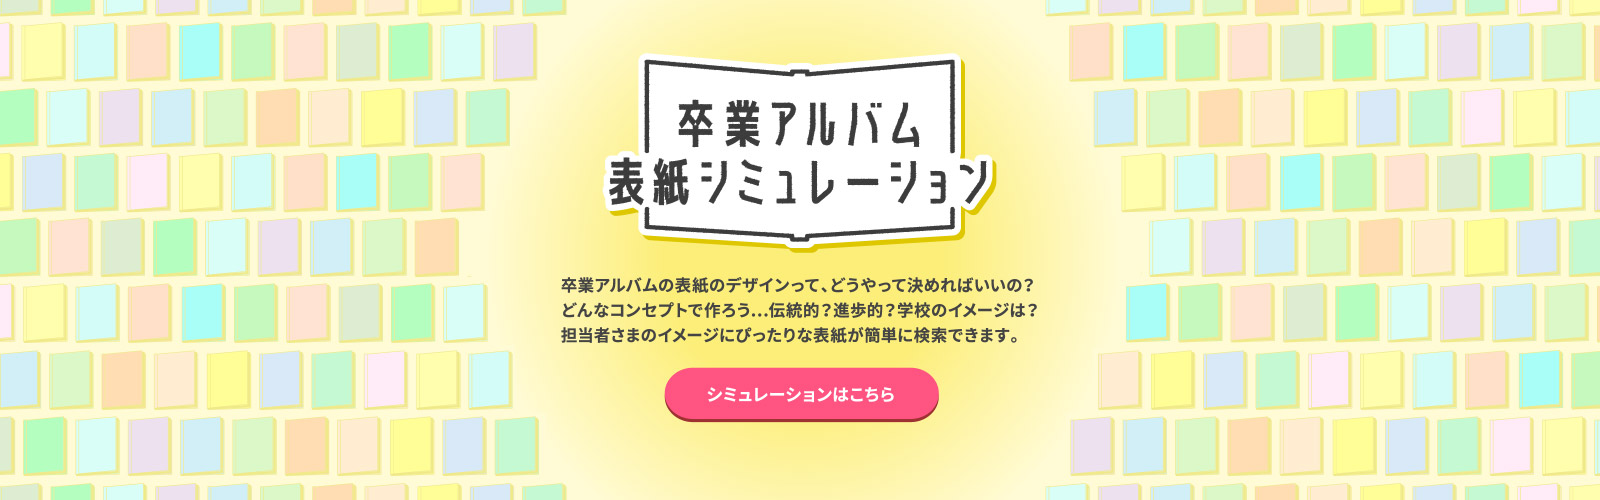 卒業アルバム
表紙シミュレーション
卒業アルバムの表紙のデザインって、どうやって決めればいいの？
どんなコンセプトで作ろう…伝統的？進歩的？学校のイメージは？
担当者さまのイメージにぴったりな表紙が簡単に検索できます。
シミュレーションはこちら